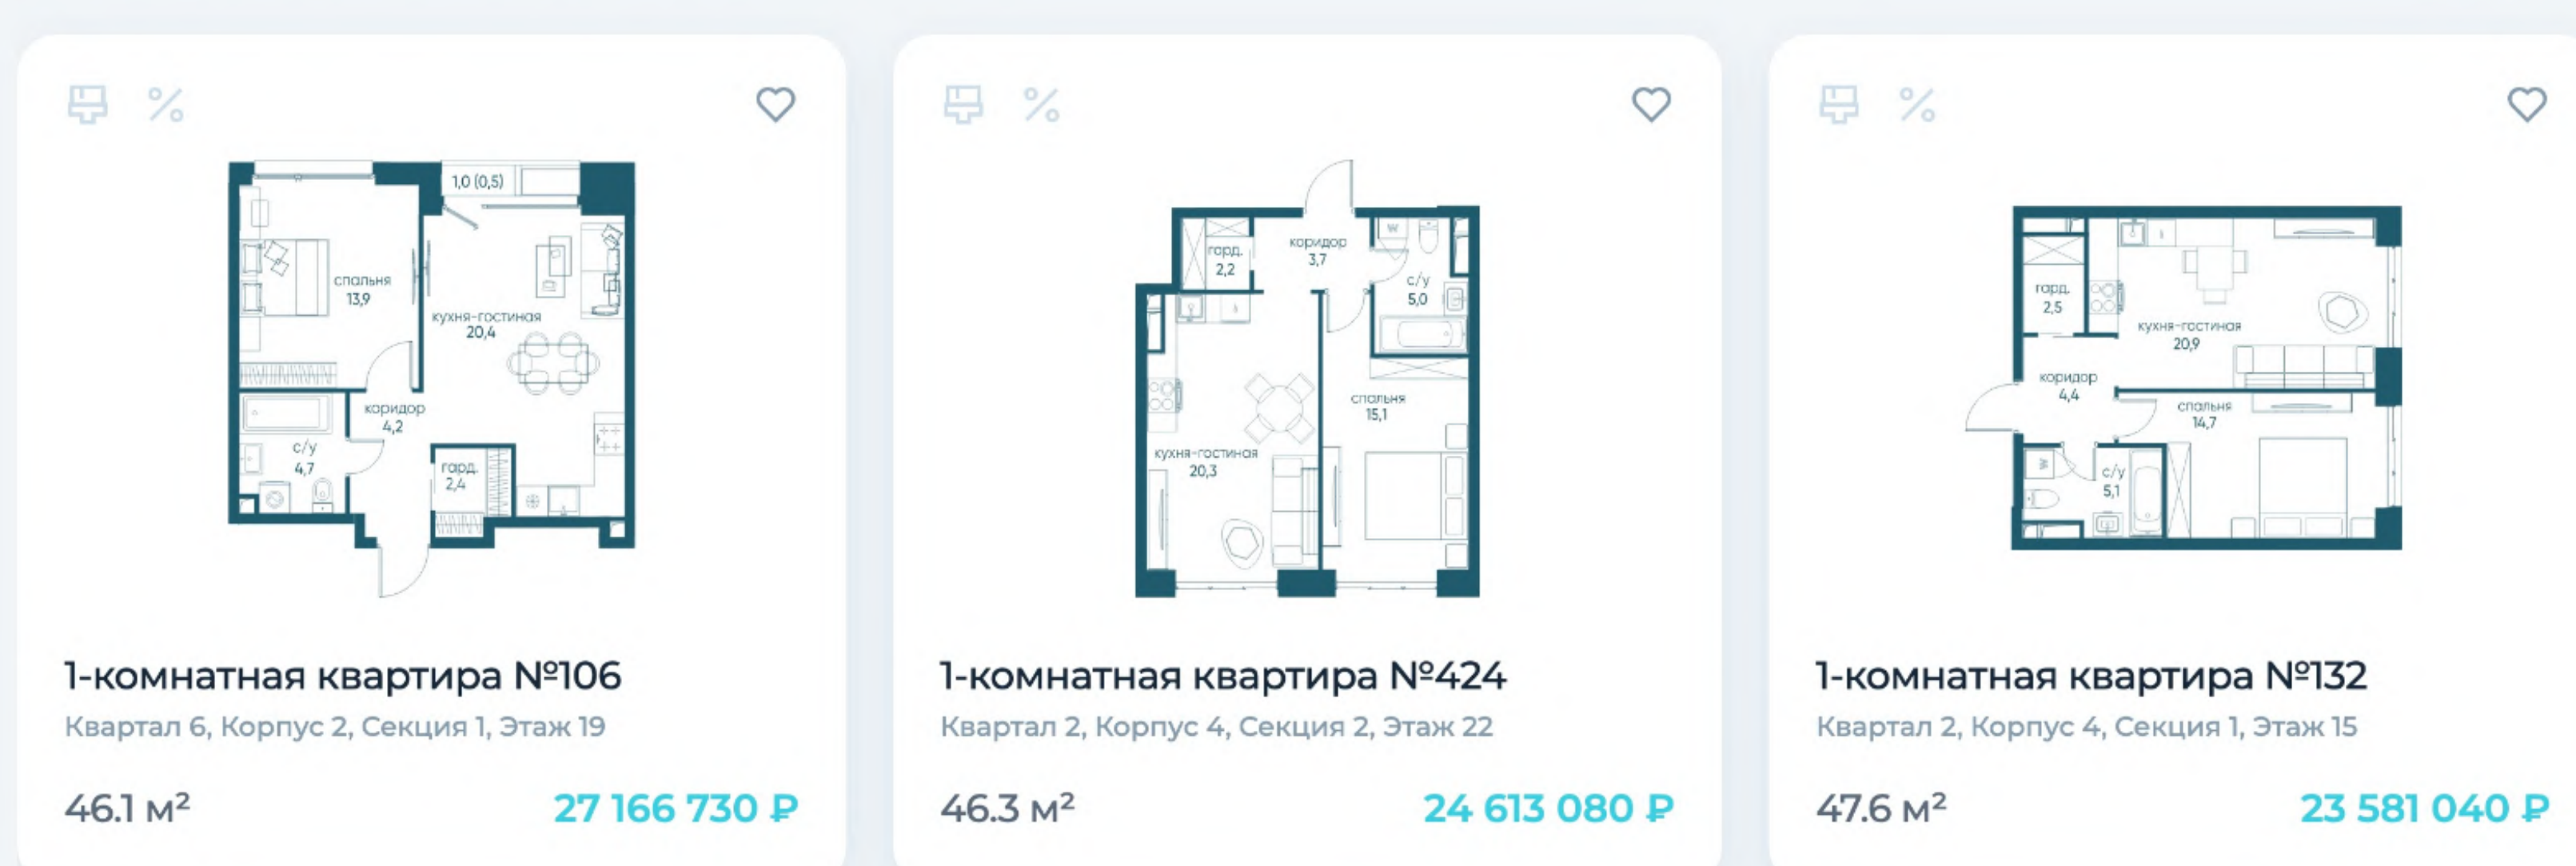 1,0 (0,5)
спальня
13,9
кухня-гостиная
20,4
коридор
4,2
с/у
4,7
гард.
2,4
1-комнатная квартира №106
Квартал 6, Корпус 2, Секция 1, Этаж 19
46.1 м²
27 166 730 ₽
гард.
2,2
коридор
3,7
W
с/у
5,0
спальня
15,1
кухня-гостиная
20,3
1-комнатная квартира №424
Квартал 2, Корпус 4, Секция 2, Этаж 22
46.3 м²
24 613 080 ₽
гард.
2,5
кухня-гостиная
20,9
коридор
4,4
спальня
14,7
W
с/у
5,1
1-комнатная квартира №132
Квартал 2, Корпус 4, Секция 1, Этаж 15
47.6 м²
23 581 040 ₽